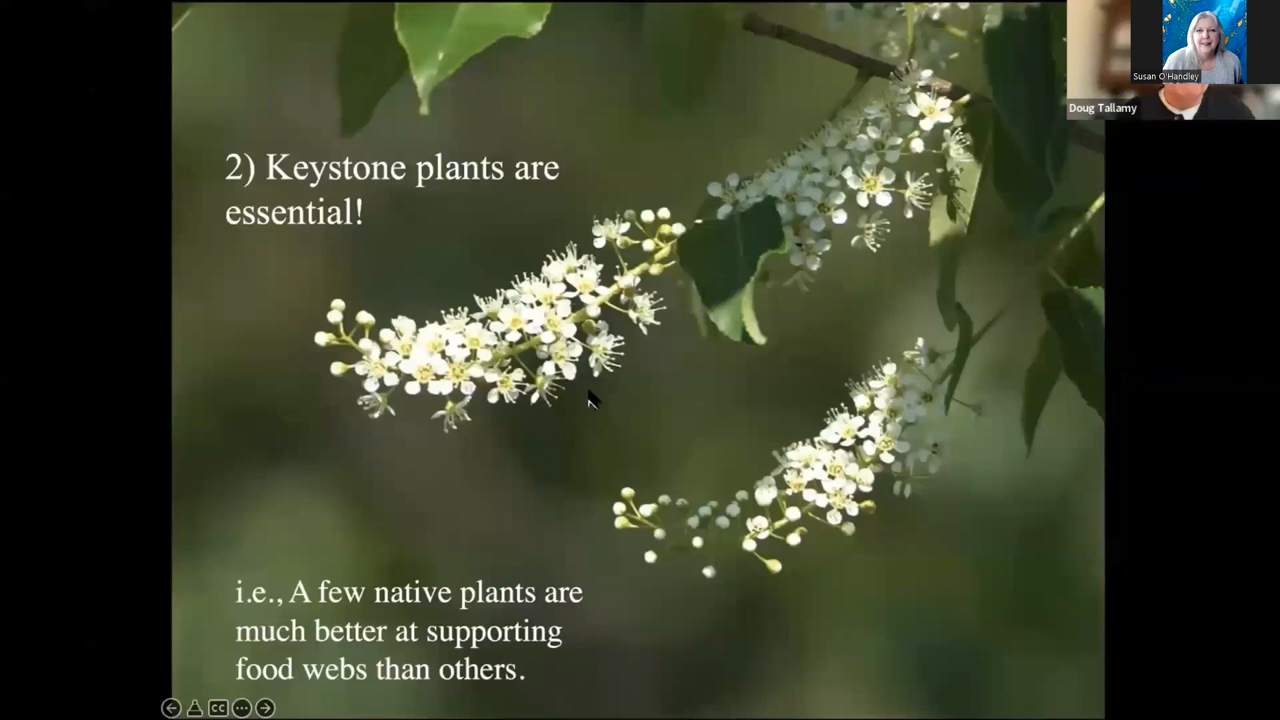 Susan O'Handley
Doug Tallamy
2) Keystone plants are
essential!
i.e., A few native plants are
much better at supporting
food webs than others.
CC